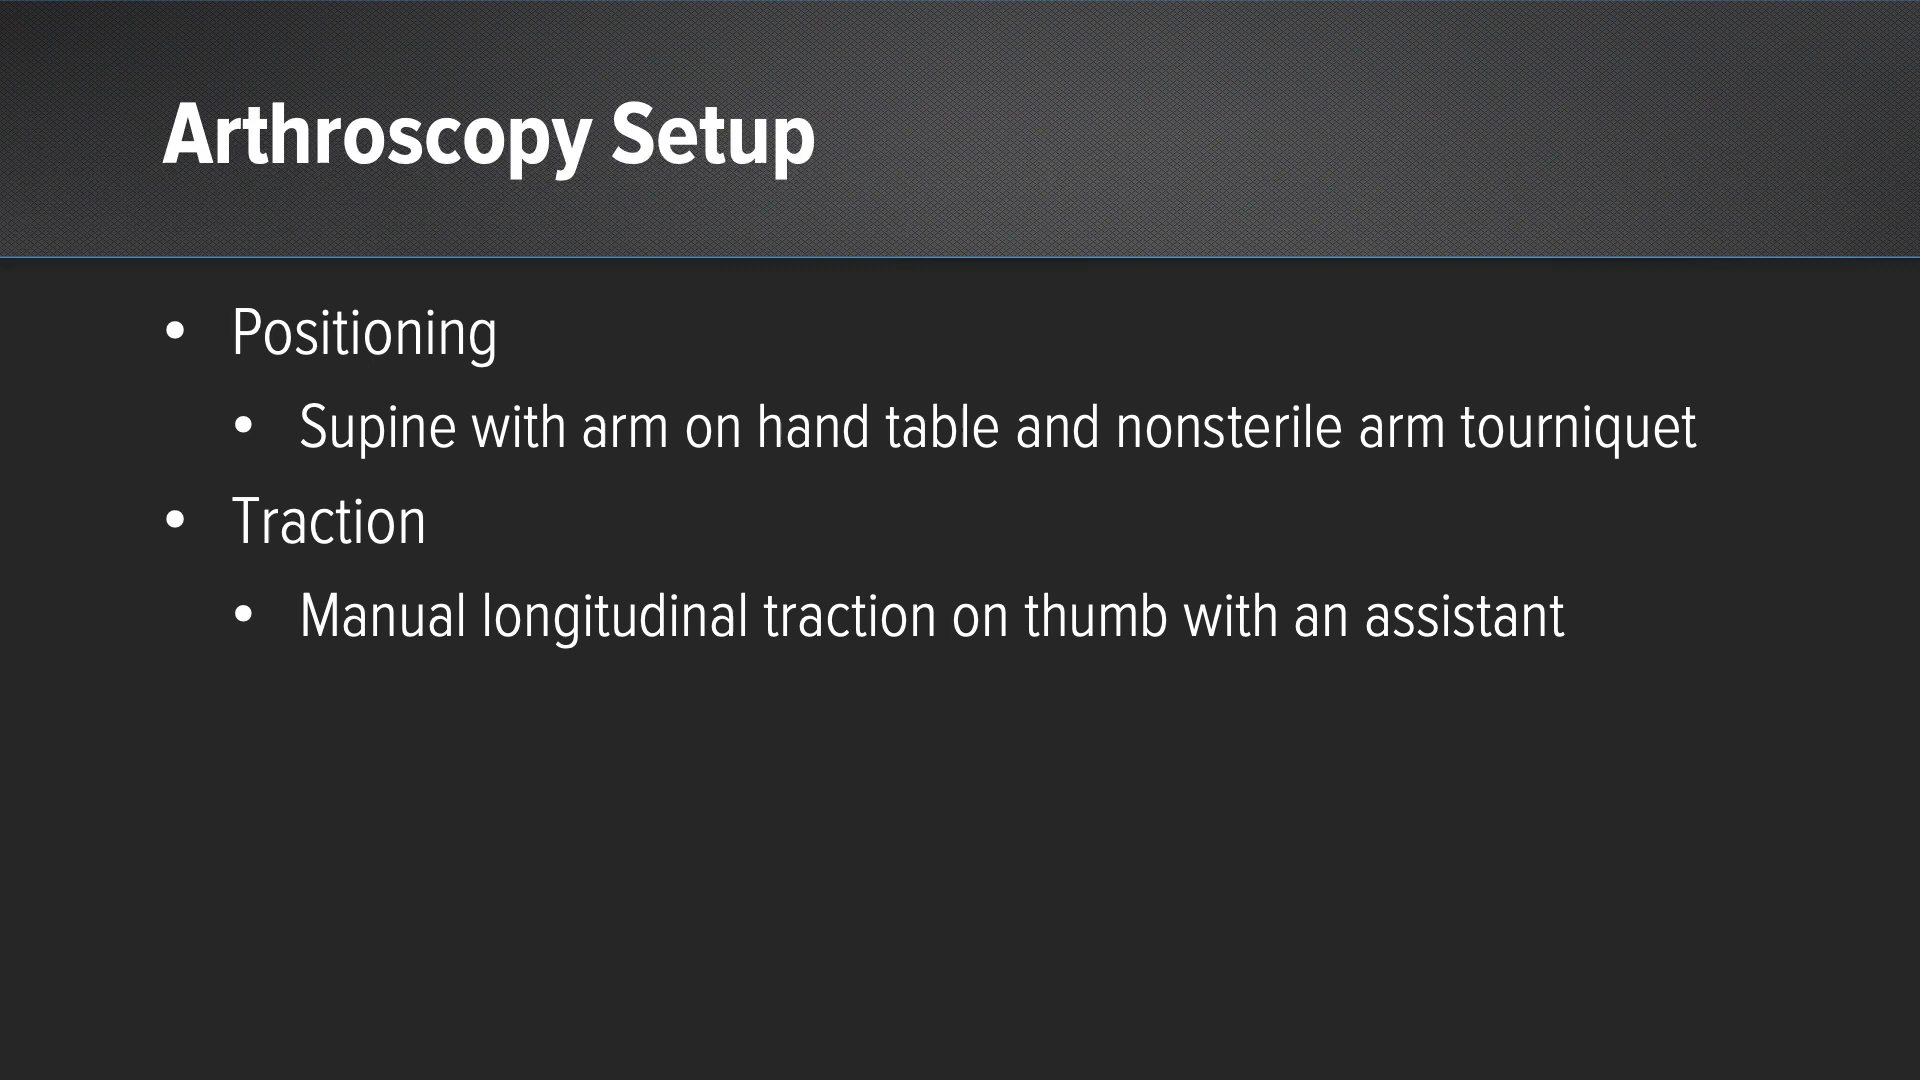 Arthroscopy Setup
• Positioning
• Supine with arm on hand table and nonsterile arm tourniquet
• Traction
• Manual longitudinal traction on thumb with an assistant